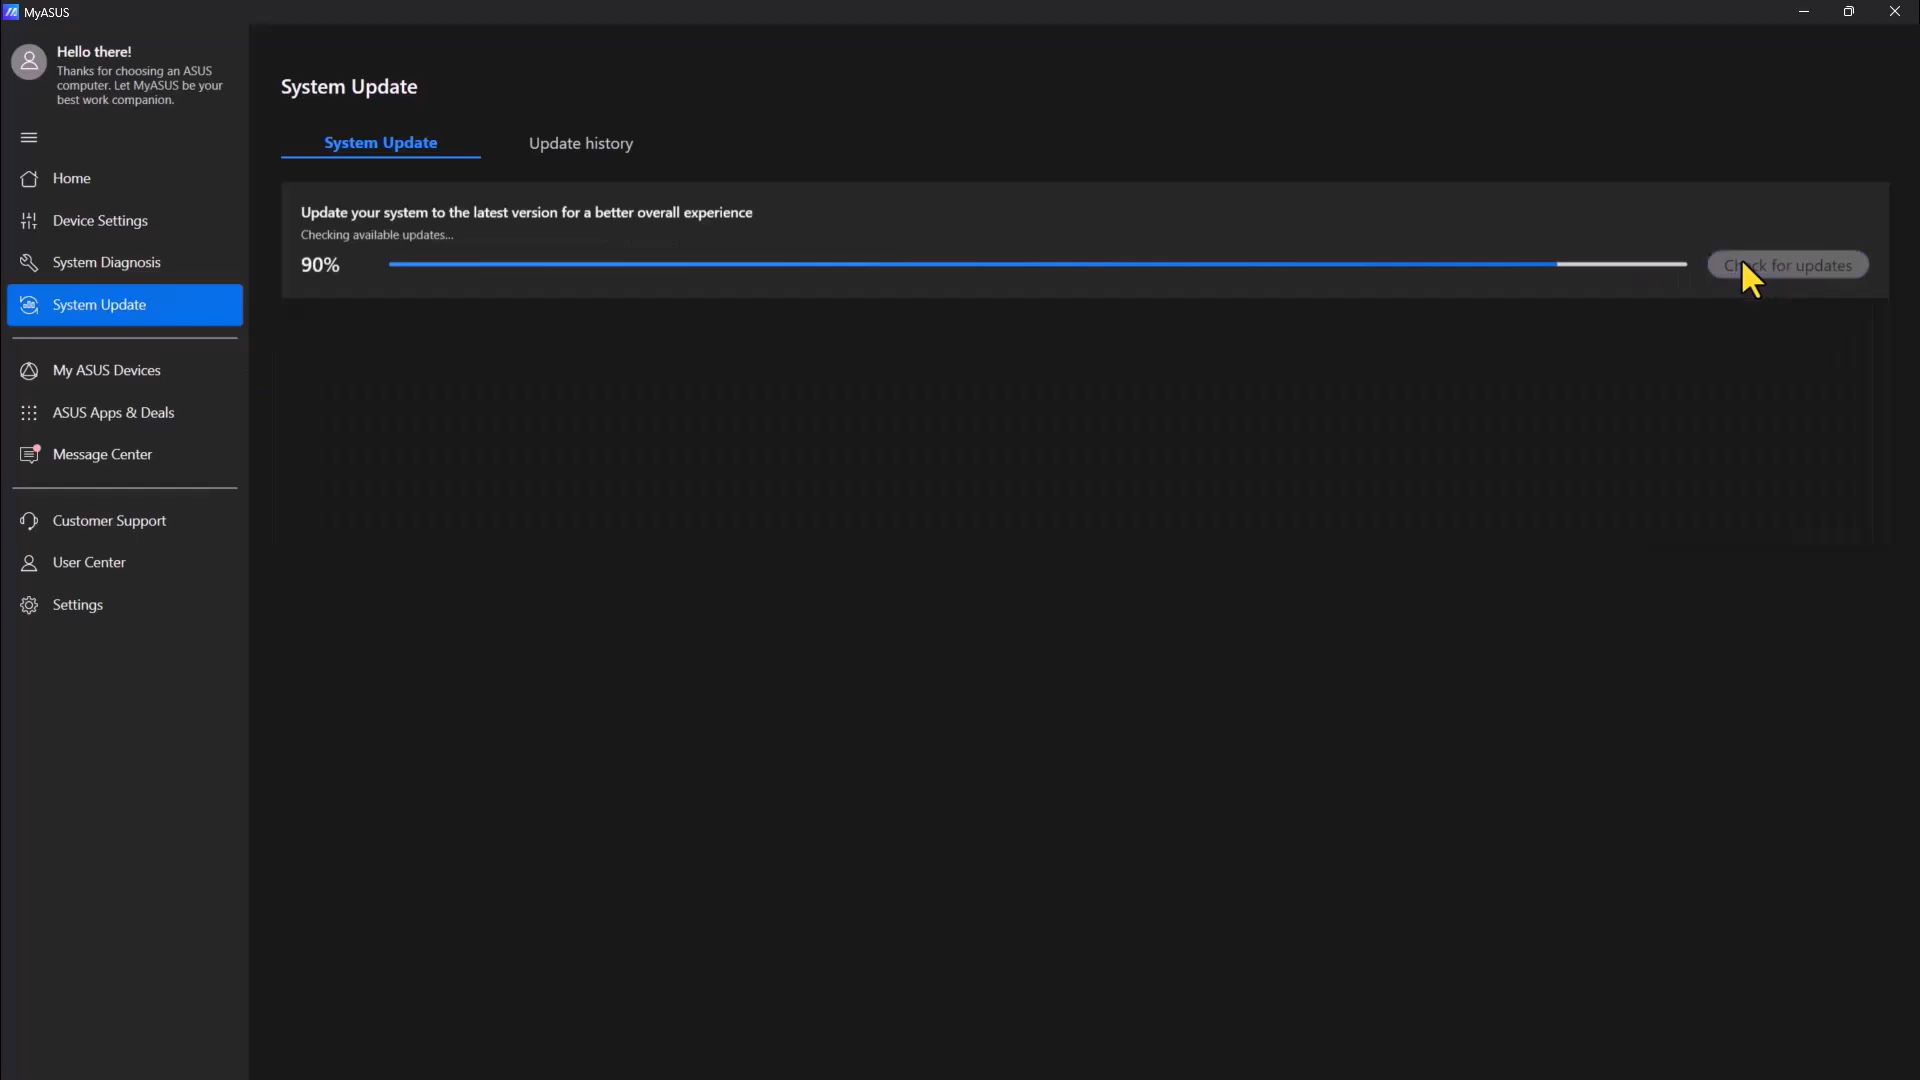 MyASUS
Hello there!
Thanks for choosing an ASUS
computer. Let MyASUS be your
best work companion.
Home
Device Settings
System Diagnosis
System Update
My ASUS Devices
ASUS Apps & Deals
Message Center
Customer Support
User Center
Settings
System Update
System Update
Update history
Update your system to the latest version for a better overall experience
Checking available updates...
90%
Check for updates